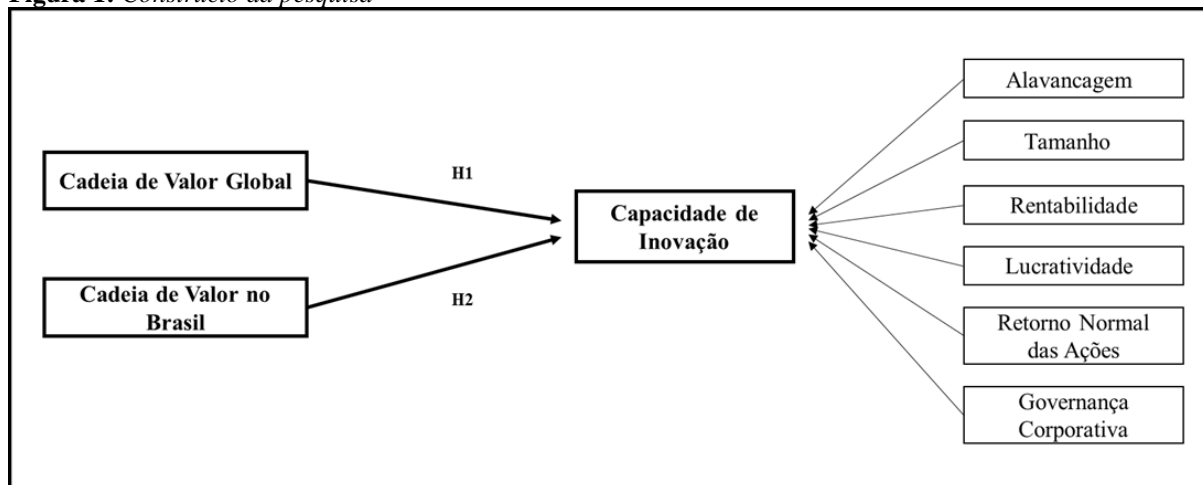 Figura 1. Constructo da pesquisa
Cadeia de Valor Global
Cadeia de Valor no
Brasil
H1
H2
Capacidade de
Inovação
Alavancagem
Tamanho
Rentabilidade
Lucratividade
Retorno Normal
das Ações
Governança
Corporativa